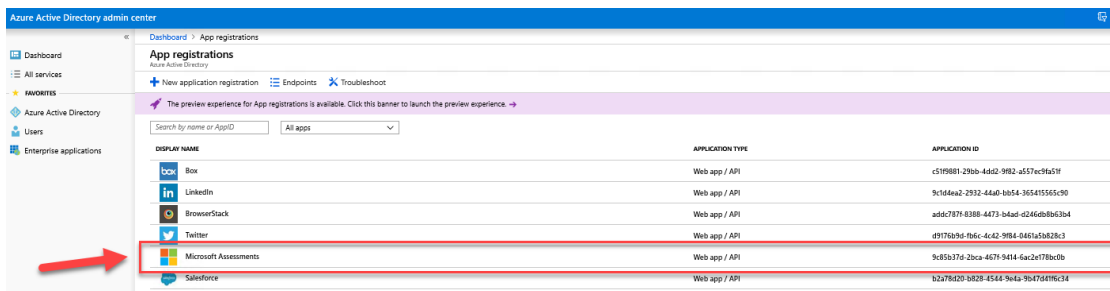 Azure Active Directory admin center
«
Dashboard > App registrations
Dashboard
All services
FAVORITES
Azure Active Directory
Users
Enterprise applications
App registrations
Azure Active Directory
New application registration Endpoints Troubleshoot
The preview experience for App registrations is available. Click this banner to launch the preview experience. →
Search by name or AppID All apps
DISPLAY NAME APPLICATION TYPE APPLICATION ID
box Box Web app / API c51f9881-29bb-4dd2-9f82-a557ec9fa51f
in LinkedIn Web app / API 9c1d4ea2-2932-44a0-bb54-365415565c90
BrowserStack Web app / API addc787f-8388-4473-b4ad-d246db8b63b4
Twitter Web app / API d9176b9d-fb6c-4c42-9f84-0461a5b828c3
Microsoft Assessments Web app / API 9c85b37d-2bca-467f-9414-6ac2e178bc0b
Salesforce Web app / API b2a78d20-b828-4544-9e4a-9b47d41f6c34